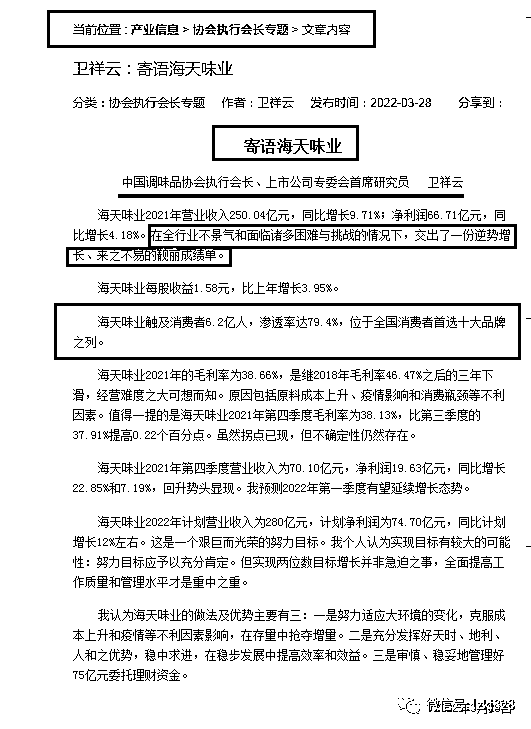 当前位置：产业信息 > 协会执行会长专题 > 文章内容
卫祥云：寄语海天味业
分类：协会执行会长专题 作者：卫祥云 发布时间：2022-03-28 分享到：
寄语海天味业
中国调味品协会执行会长、上市公司专委会首席研究员 卫祥云
海天味业2021年营业收入250.04亿元，同比增长9.71%；净利润66.71亿元，同
比增长4.18%。在全行业不景气和面临诸多困难与挑战的情况下，交出了一份逆势增
长、来之不易的靓丽成绩单。
海天味业每股收益1.58元，比上年增长3.95%。
海天味业触及消费者6.2亿人，渗透率达79.4%，位于全国消费者首选十大品牌
之列。
海天味业2021年的毛利率为38.66%，是继2018年毛利率46.47%之后的三年下
滑，经营难度之大可想而知。原因包括原料成本上升、疫情影响和消费瓶颈等不利
因素。值得一提的是海天味业2021年第四季度毛利率为38.13%，比第三季度的
37.91%提高0.22个百分点。虽然拐点已现，但不确定性仍然存在。
海天味业2021年第四季度营业收入为70.10亿元，净利润19.63亿元，同比增长
22.85%和7.19%，回升势头显现。我预测2022年第一季度有望延续增长态势。
海天味业2022年计划营业收入为280亿元，计划净利润为74.70亿元，同比计划
增长12%左右。这是一个艰巨而光荣的努力目标。我个人认为实现目标有较大的可能
性：努力目标应予以充分肯定。但实现两位数目标增长并非急迫之事，全面提高工
作质量和管理水平才是重中之重。
我认为海天味业的做法及优势主要有三：一是努力适应大环境的变化，克服成
本上升和疫情等不利因素影响，在存量中抢夺增量。二是充分发挥好天时、地利、
人和之优势，稳中求进，在稳步发展中提高效率和效益。三是审慎、稳妥地管理好
75亿元委托理财资金。
微信号